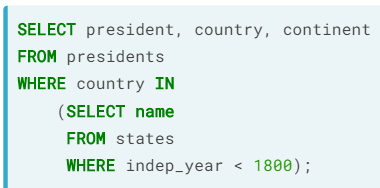 SELECT president, country, continent
FROM presidents
WHERE country IN
(SELECT name
FROM states
WHERE indep_year < 1800);